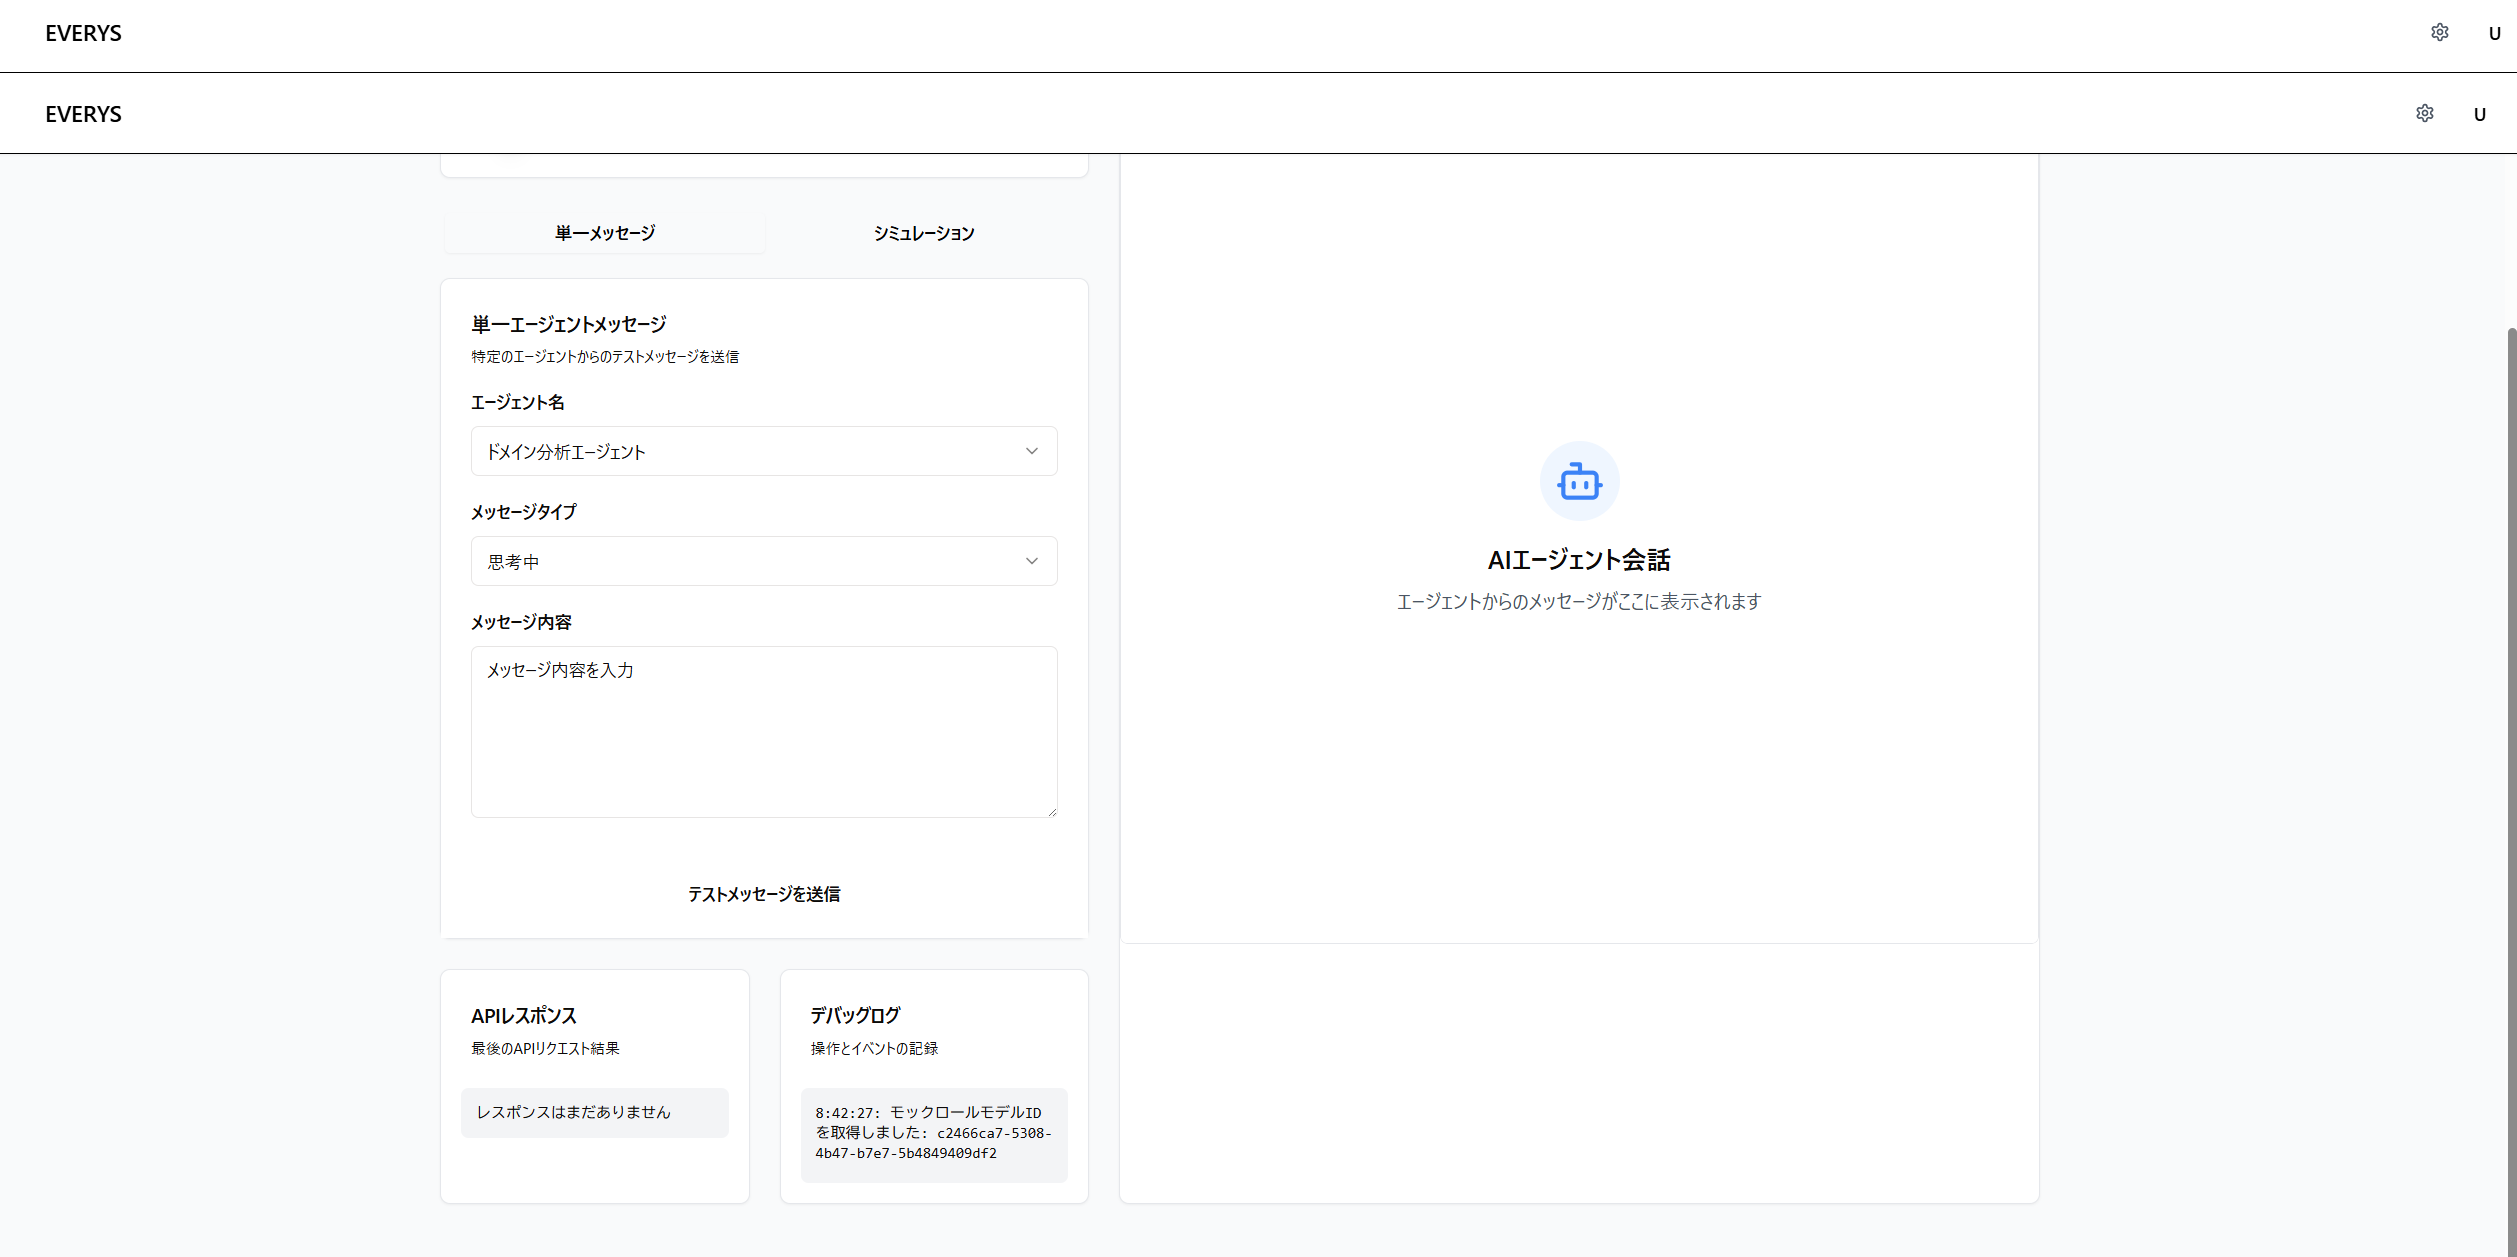 EVERYS
U
EVERYS
U
単一メッセージ
シミュレーション
単一エージェントメッセージ
特定のエージェントからのテストメッセージを送信
エージェント名
ドメイン分析エージェント
メッセージタイプ
思考中
メッセージ内容
メッセージ内容を入力
テストメッセージを送信
APIレスポンス
最後のAPIリクエスト結果
レスポンスはまだありません
デバッグログ
操作とイベントの記録
8:42:27: モックロールモデルID
を取得しました: c2466ca7-5308-
4b47-b7e7-5b4849409df2
AIエージェント会話
エージェントからのメッセージがここに表示されます